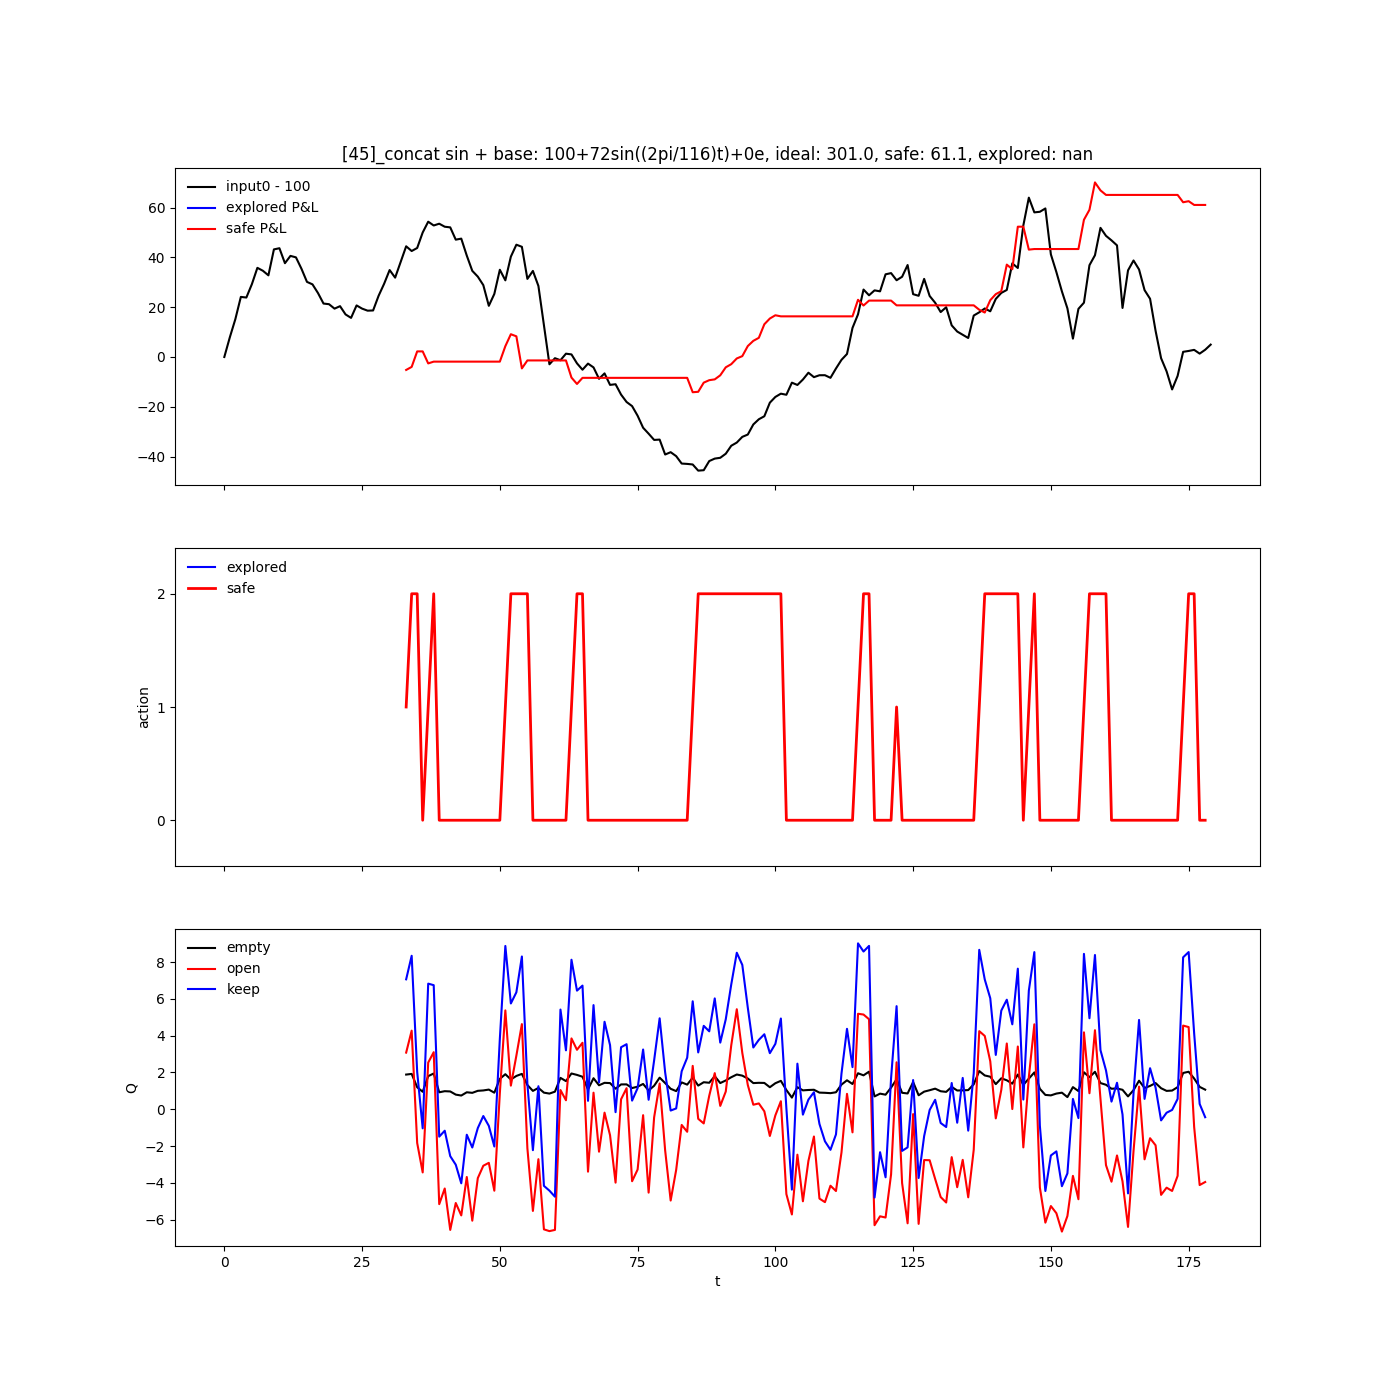 [45]_concat sin + base: 100+72sin((2pi/116)t)+0e, ideal: 301.0, safe: 61.1, explored: nan
input0 - 100
explored P&L
safe P&L
60
40
20
0
−20
−40
explored
safe
2
1
0
action
empty
open
keep
8
6
4
2
0
−2
−4
−6
Q
0 25 50 75 100 125 150 175
t